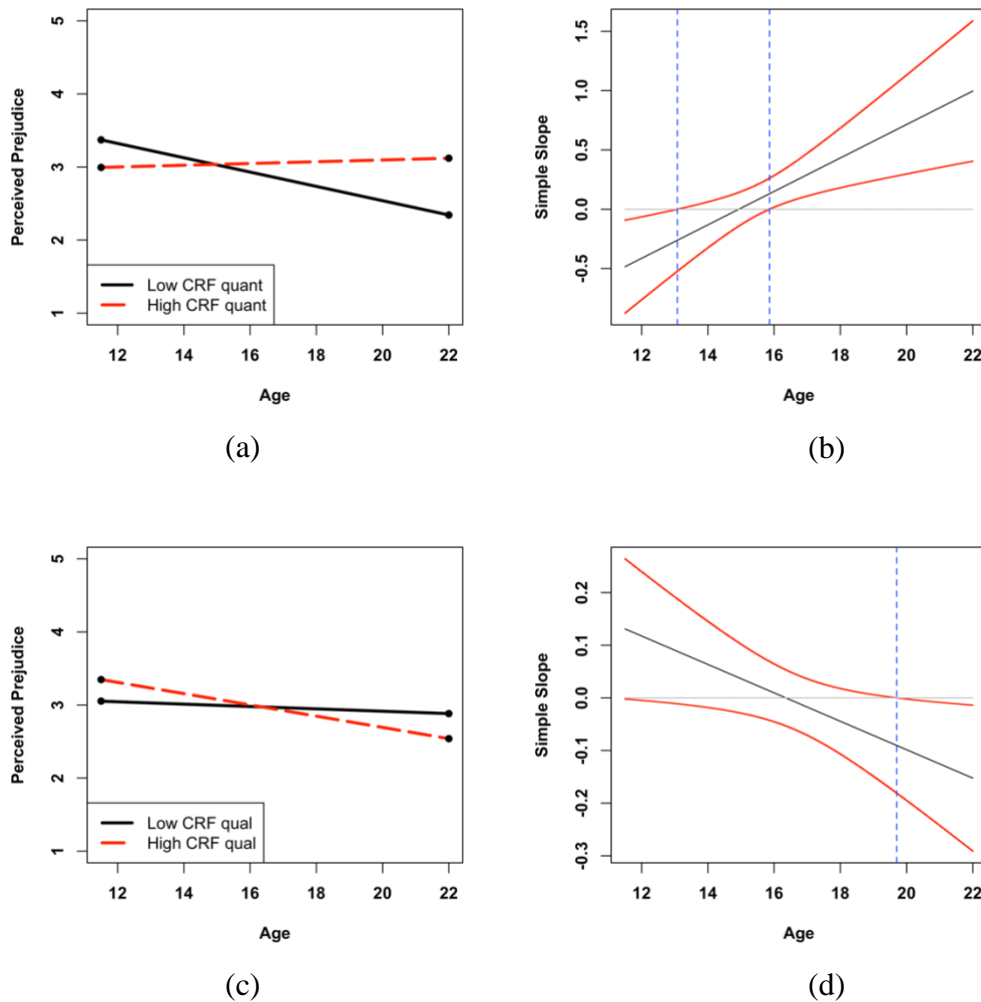 Perceived Prejudice
5
4
3
2
1
Low CRF quant
High CRF quant
12 14 16 18 20 22
Age
(a)
Simple Slope
1.5
1.0
0.5
0.0
-0.5
12 14 16 18 20 22
Age
(b)
Perceived Prejudice
5
4
3
2
1
Low CRF qual
High CRF qual
12 14 16 18 20 22
Age
(c)
Simple Slope
0.2
0.1
0.0
-0.1
-0.2
-0.3
12 14 16 18 20 22
Age
(d)